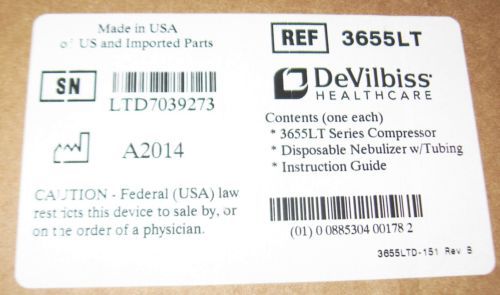 Made in USA
of US and Imported Parts
SN
LTD7039273
A2014
CAUTION - Federal (USA) law
restricts this device to sale by, or
on the order of a physician.
REF 3655LT
DeVilbiss
HEALTHCARE
Contents (one each)
* 3655LT Series Compressor
* Disposable Nebulizer w/Tubing
* Instruction Guide
(01) 0 0885304 00178 2
3655LTD-151 Rev B